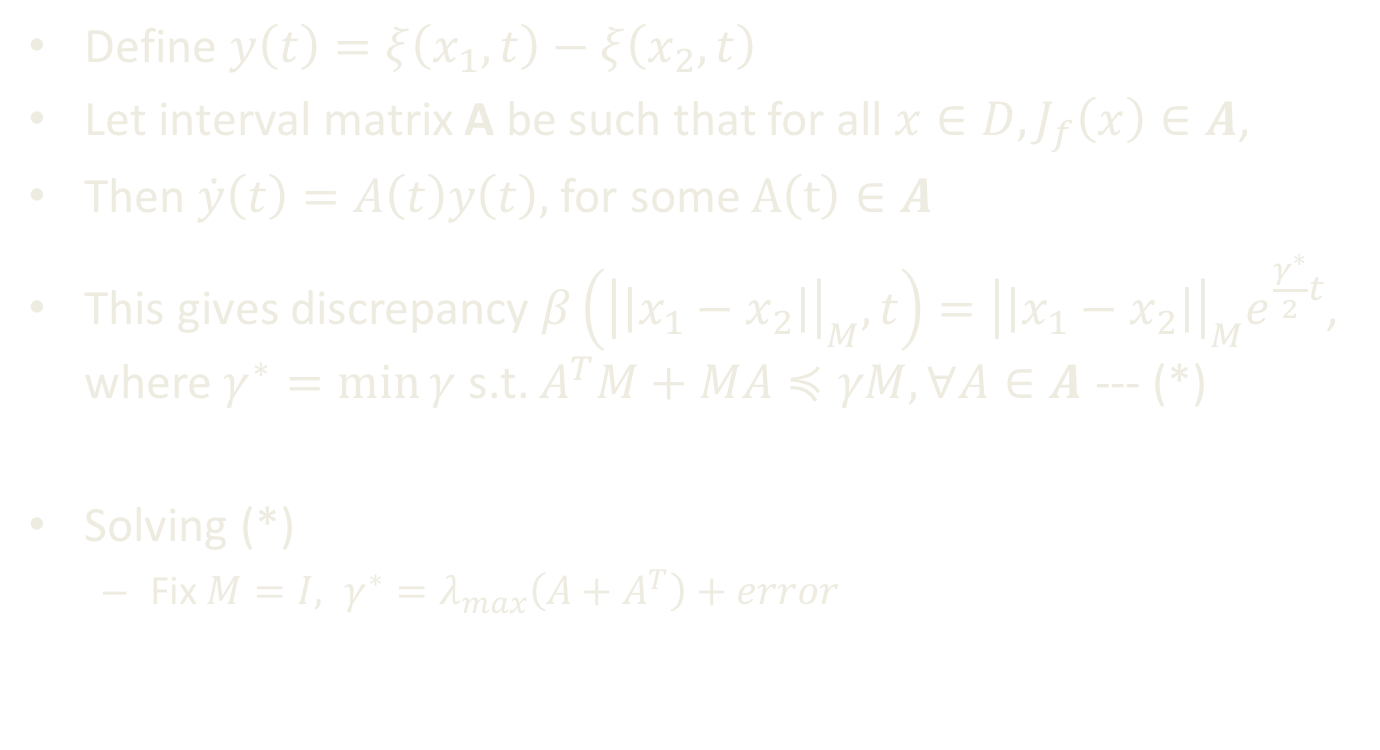 • Define 𝑦(𝑡) = 𝜉(𝑥₁, 𝑡) − 𝜉(𝑥₂, 𝑡)
• Let interval matrix **A** be such that for all 𝑥 ∈ 𝐷, 𝐽_𝑓(𝑥) ∈ 𝑨,
• Then 𝑦̇(𝑡) = 𝐴(𝑡)𝑦(𝑡), for some A(t) ∈ 𝑨
• This gives discrepancy 𝛽(||𝑥₁ − 𝑥₂||_𝑀, 𝑡) = ||𝑥₁ − 𝑥₂||_𝑀 𝑒^{(𝛾*/2)𝑡},
where 𝛾* = min 𝛾 s.t. 𝐴ᵀ𝑀 + 𝑀𝐴 ≼ 𝛾𝑀, ∀𝐴 ∈ 𝑨 --- (*)
• Solving (*)
– Fix 𝑀 = 𝐼, 𝛾* = 𝜆_𝑚𝑎𝑥(𝐴 + 𝐴ᵀ) + 𝑒𝑟𝑟𝑜𝑟